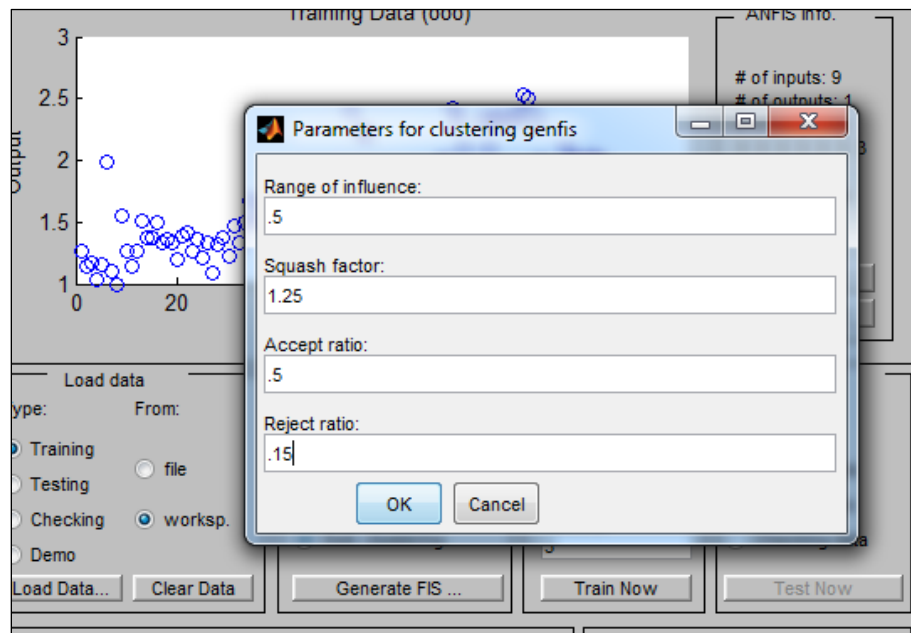 Training Data (ooo)
ANFIS Info.
3
2.5
2
1.5
1
0
20
Output
# of inputs: 9
# of outputs: 1
3
Parameters for clustering genfis
Range of influence:
.5
Squash factor:
1.25
Accept ratio:
.5
Reject ratio:
.15
OK
Cancel
Load data
ype:
From:
Training
Testing
Checking
Demo
file
worksp.
Load Data...
Clear Data
Generate FIS ...
Train Now
Test Now